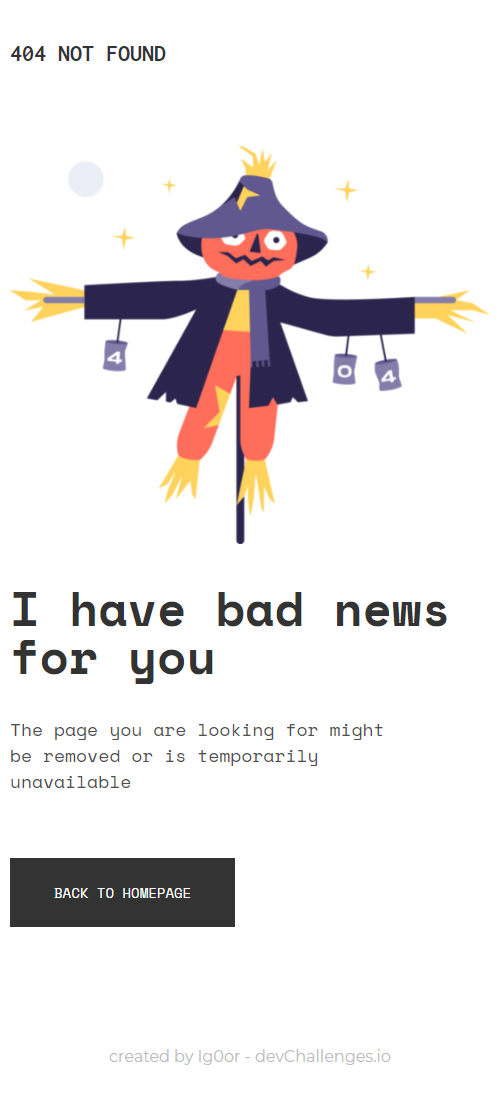 404 NOT FOUND
4
0
4
I have bad news
for you
The page you are looking for might
be removed or is temporarily
unavailable
BACK TO HOMEPAGE
created by Ig0or - devChallenges.io